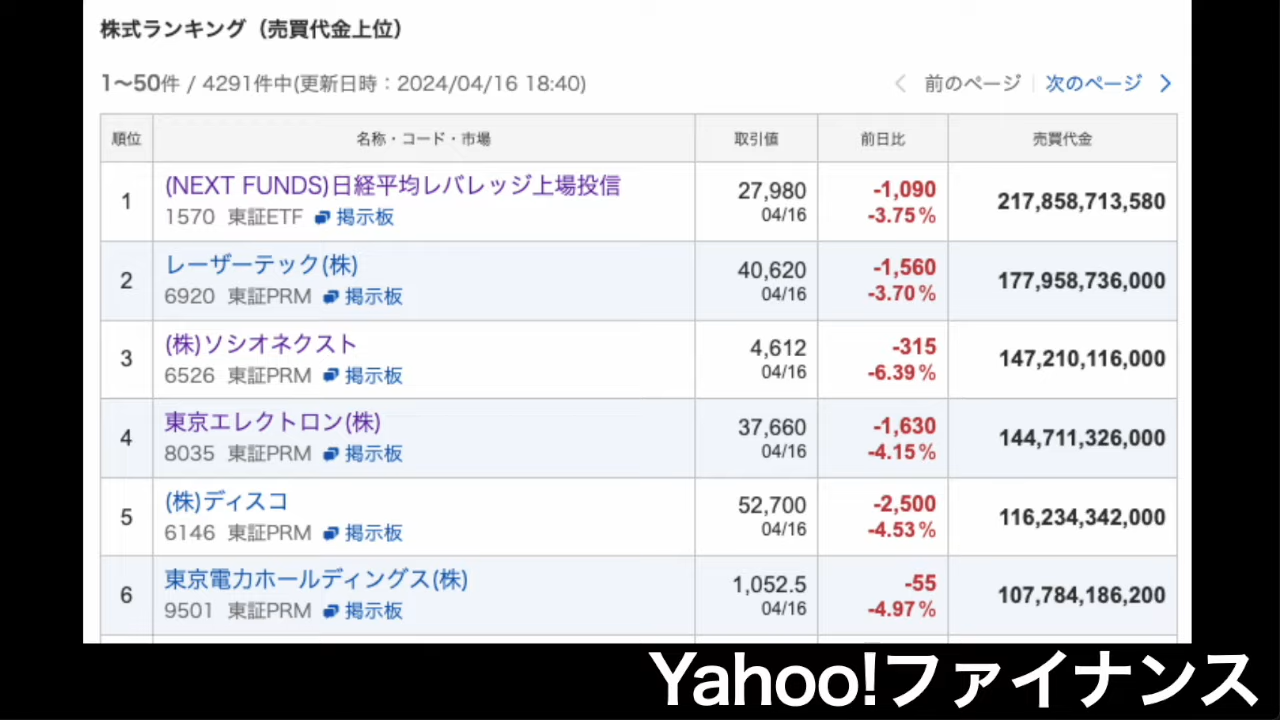 株式ランキング（売買代金上位）
1〜50件 / 4291件中(更新日時：2024/04/16 18:40)
前のページ 次のページ
順位 名称・コード・市場 取引値 前日比 売買代金
1 (NEXT FUNDS)日経平均レバレッジ上場投信 27,980 -1,090 217,858,713,580
1570 東証ETF 掲示板 04/16 -3.75%
2 レーザーテック(株) 40,620 -1,560 177,958,736,000
6920 東証PRM 掲示板 04/16 -3.70%
3 (株)ソシオネクスト 4,612 -315 147,210,116,000
6526 東証PRM 掲示板 04/16 -6.39%
4 東京エレクトロン(株) 37,660 -1,630 144,711,326,000
8035 東証PRM 掲示板 04/16 -4.15%
5 (株)ディスコ 52,700 -2,500 116,234,342,000
6146 東証PRM 掲示板 04/16 -4.53%
6 東京電力ホールディングス(株) 1,052.5 -55 107,784,186,200
9501 東証PRM 掲示板 04/16 -4.97%
Yahoo!ファイナンス